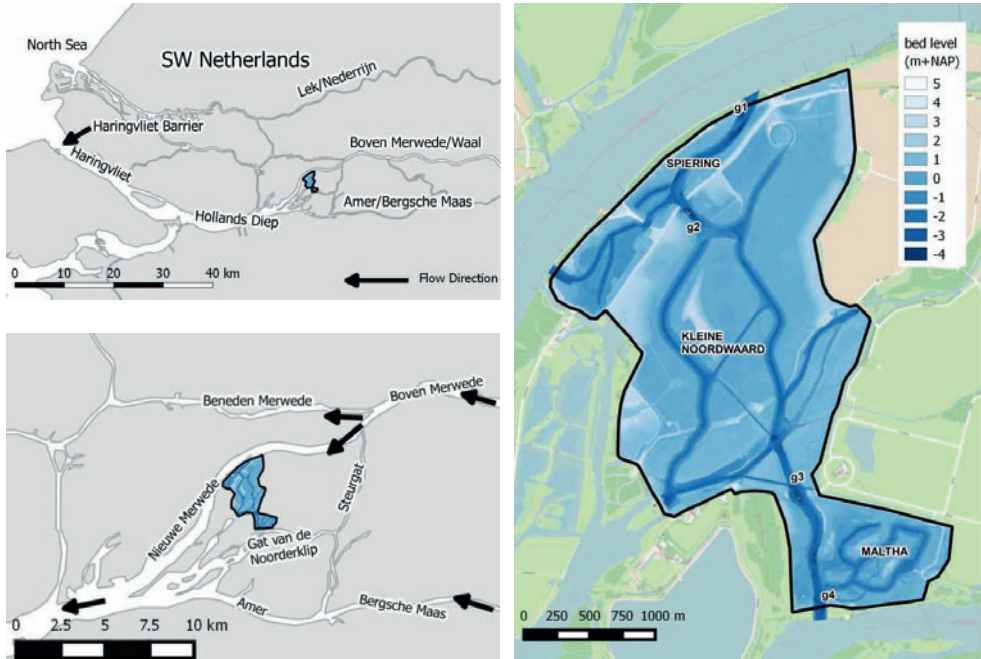 North Sea
SW Netherlands
Lek/Nederrijn
Haringvliet Barrier
Haringvliet
Boven Merwede/Waal
Amer/Bergsche Maas
Hollands Diep
0 10 20 30 40 km
Flow Direction
Beneden Merwede
Boven Merwede
Nieuwe Merwede
Steurgat
Gat van de
Noorderklip
Amer
Bergsche Maas
0 2.5 5 7.5 10 km
bed level
(m+NAP)
5
4
3
2
1
0
-1
-2
-3
-4
g1
SPIERING
g2
KLEINE
NOORDWAARD
g3
MALTHA
g4
0 250 500 750 1000 m